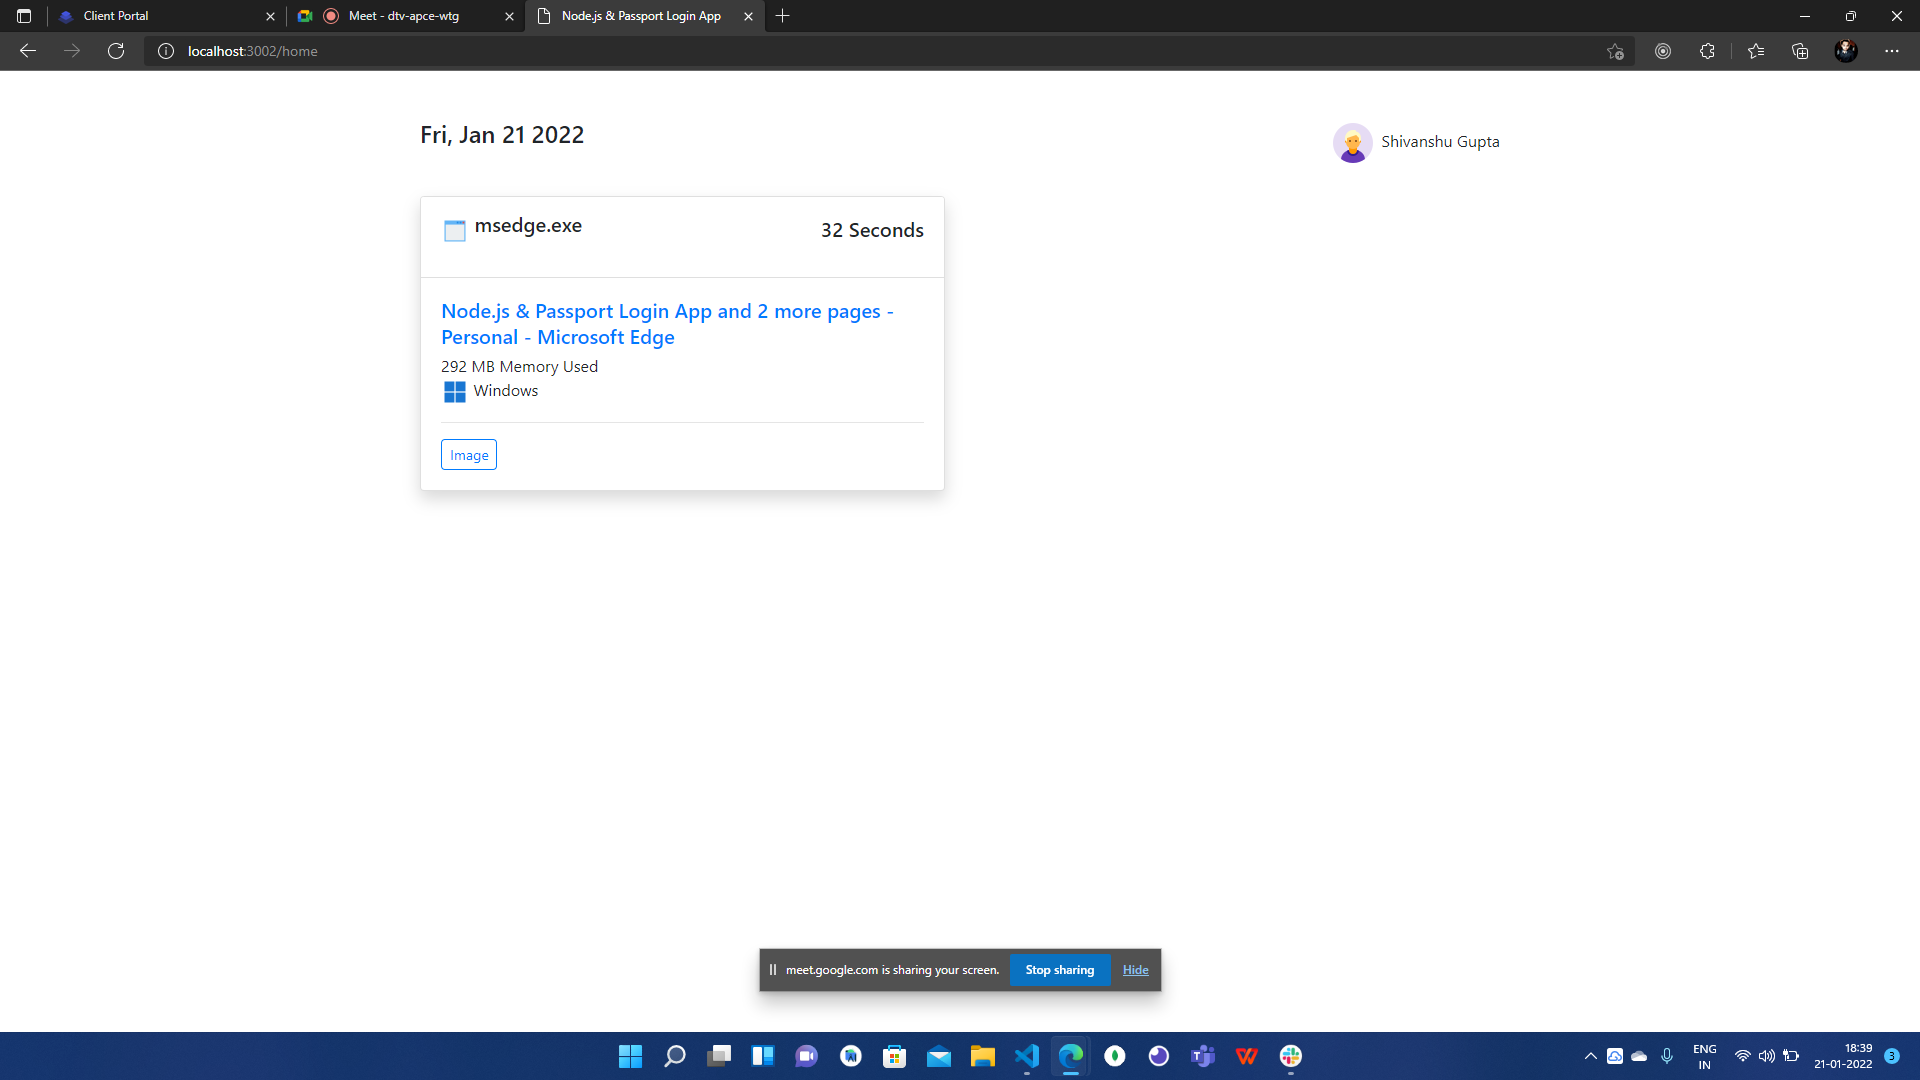 Client Portal
Meet - dtv-apce-wtg
Node.js & Passport Login App
localhost:3002/home
Fri, Jan 21 2022
Shivanshu Gupta
msedge.exe
32 Seconds
Node.js & Passport Login App and 2 more pages -
Personal - Microsoft Edge
292 MB Memory Used
Windows
Image
meet.google.com is sharing your screen.
Stop sharing
Hide
ENG
IN
18:39
21-01-2022
3